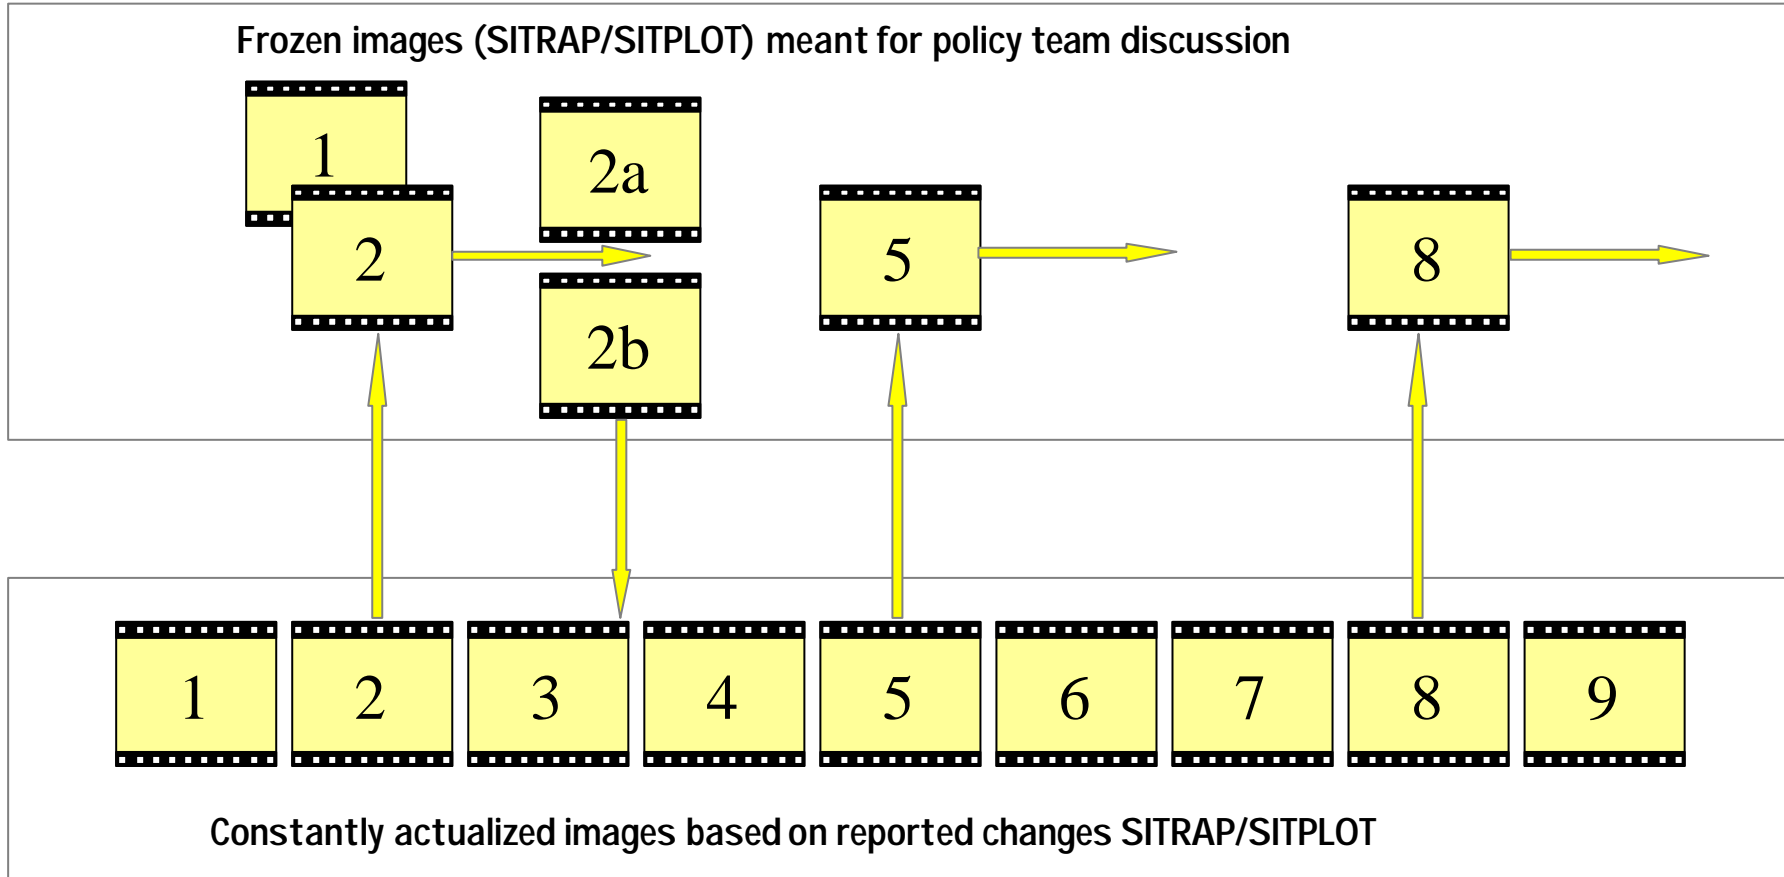 Frozen images (SITRAP/SITPLOT) meant for policy team discussion
1
2a
2
5
8
2b
1 2 3 4 5 6 7 8 9
Constantly actualized images based on reported changes SITRAP/SITPLOT